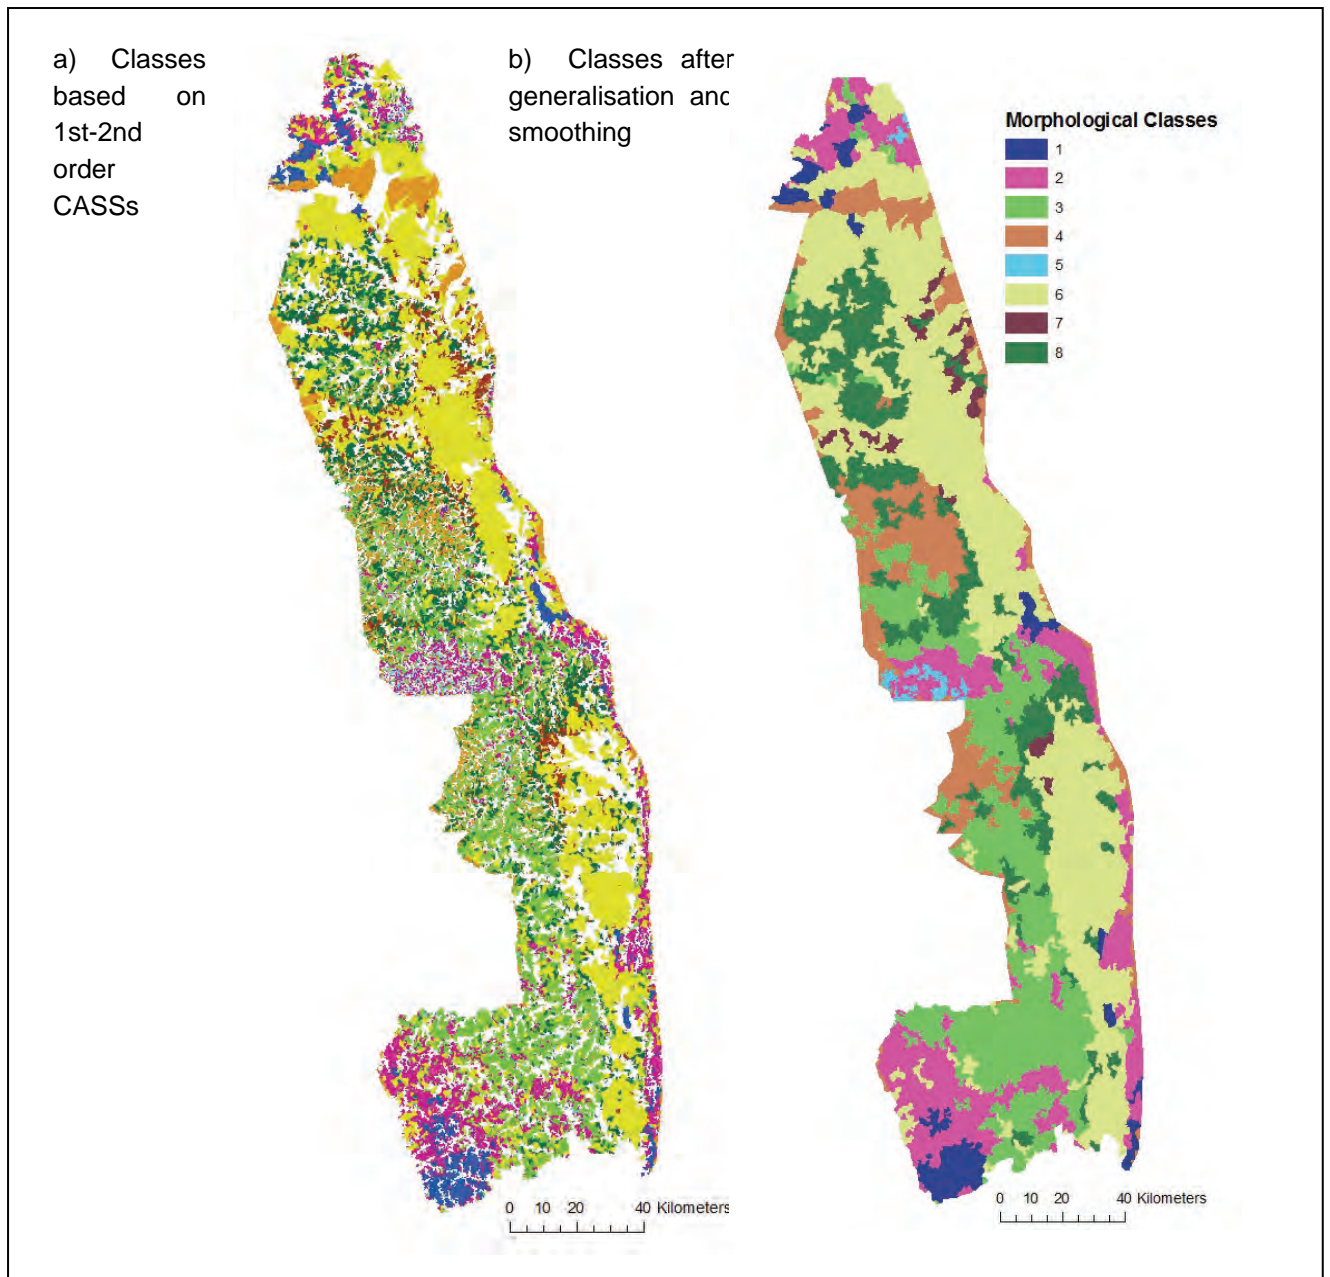 a) Classes
based on
1st-2nd
order
CASSs
b) Classes after
generalisation and
smoothing
Morphological Classes
1
2
3
4
5
6
7
8
0 10 20 40 Kilometers
0 10 20 40 Kilometers